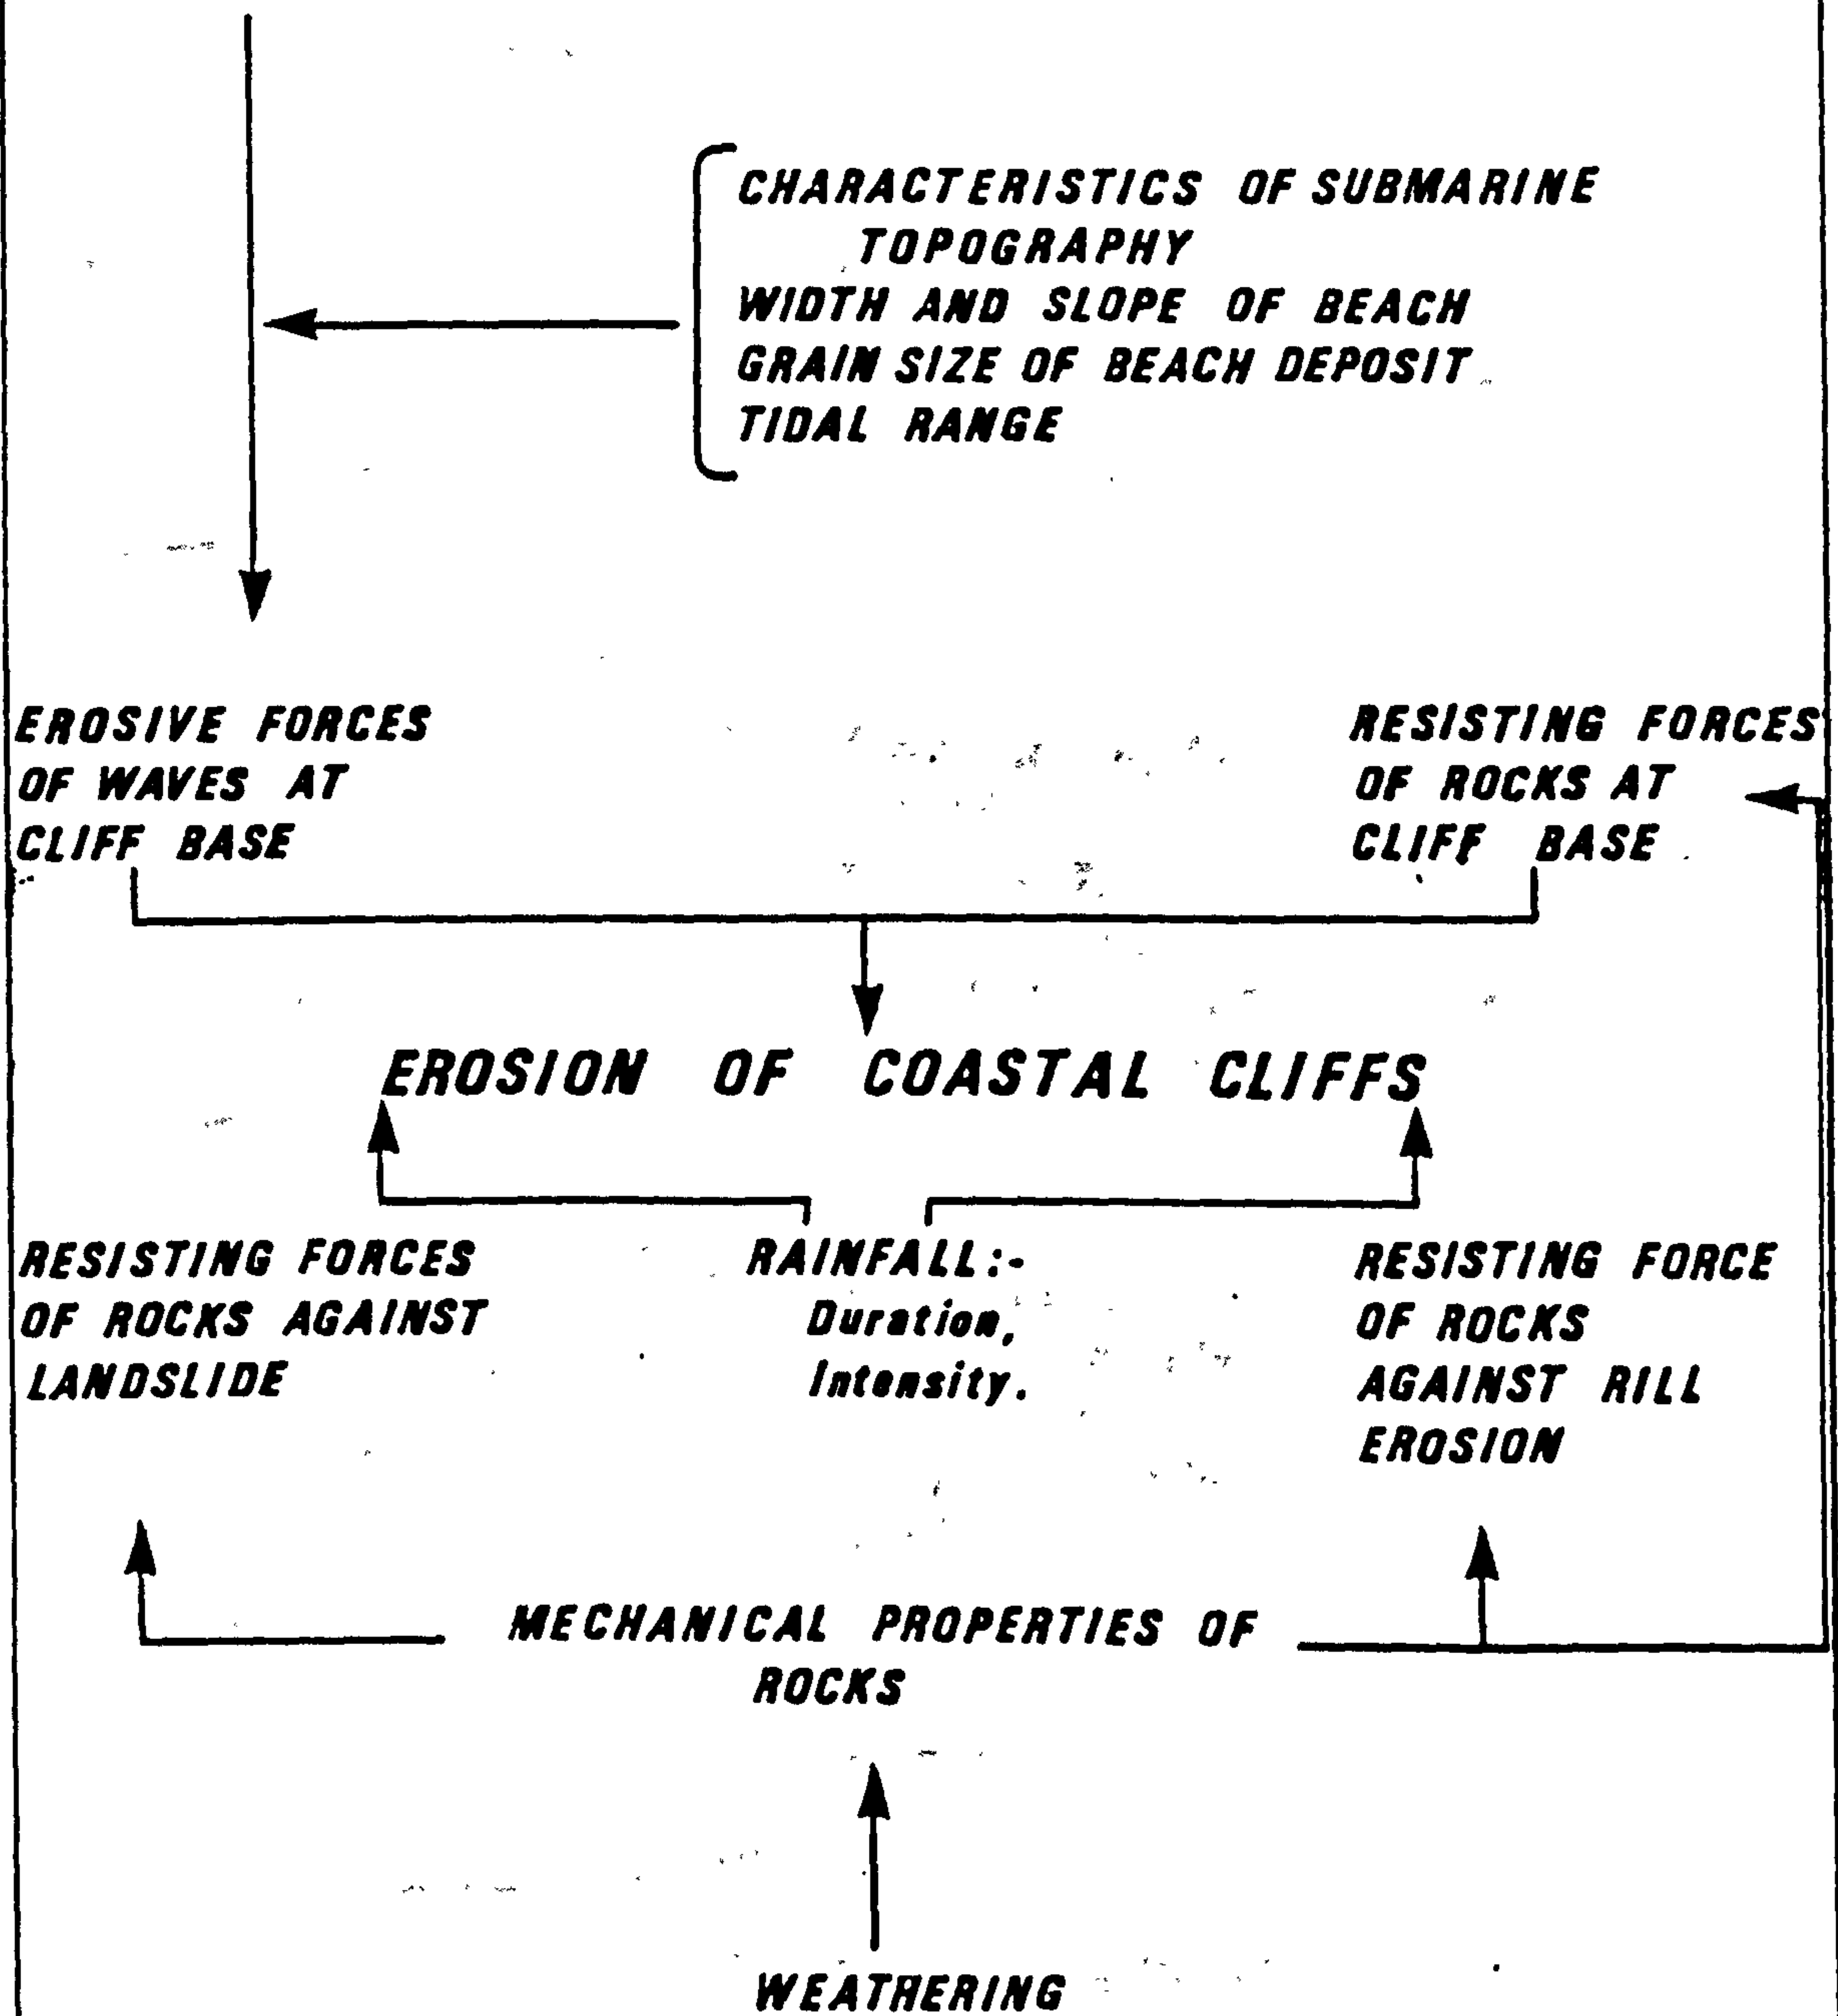 CHARACTERISTICS OF SUBMARINE
TOPOGRAPHY
WIDTH AND SLOPE OF BEACH
GRAIN SIZE OF BEACH DEPOSIT
TIDAL RANGE
EROSIVE FORCES
OF WAVES AT
CLIFF BASE
RESISTING FORCES
OF ROCKS AT
CLIFF BASE
EROSION OF COASTAL CLIFFS
RESISTING FORCES
OF ROCKS AGAINST
LANDSLIDE
RAINFALL:-
Duration,
Intensity.
RESISTING FORCE
OF ROCKS
AGAINST RILL
EROSION
MECHANICAL PROPERTIES OF
ROCKS
WEATHERING